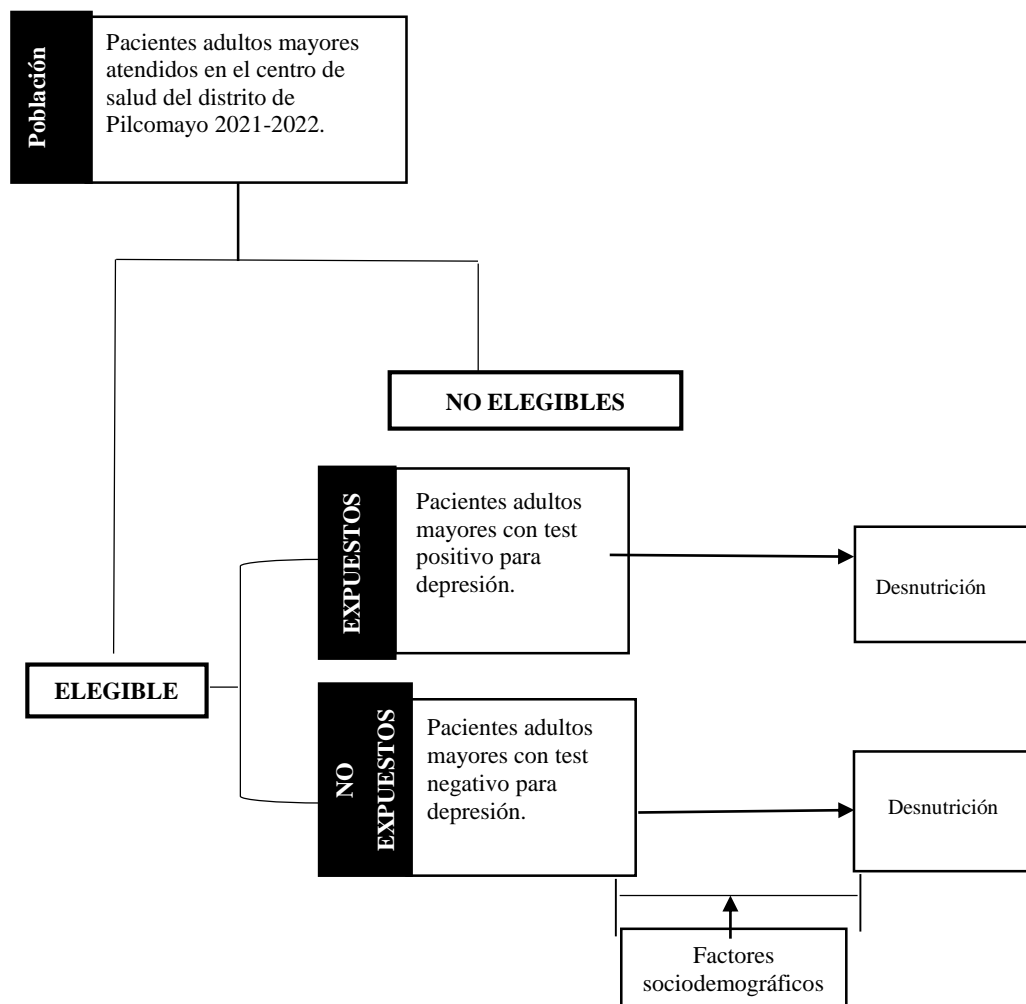 Población
Pacientes adultos mayores
atendidos en el centro de
salud del distrito de
Pilcomayo 2021-2022.
NO ELEGIBLES
EXPUESTOS
Pacientes adultos
mayores con test
positivo para
depresión.
Desnutrición
ELEGIBLE
NO
EXPUESTOS
Pacientes adultos
mayores con test
negativo para
depresión.
Desnutrición
Factores
sociodemográficos